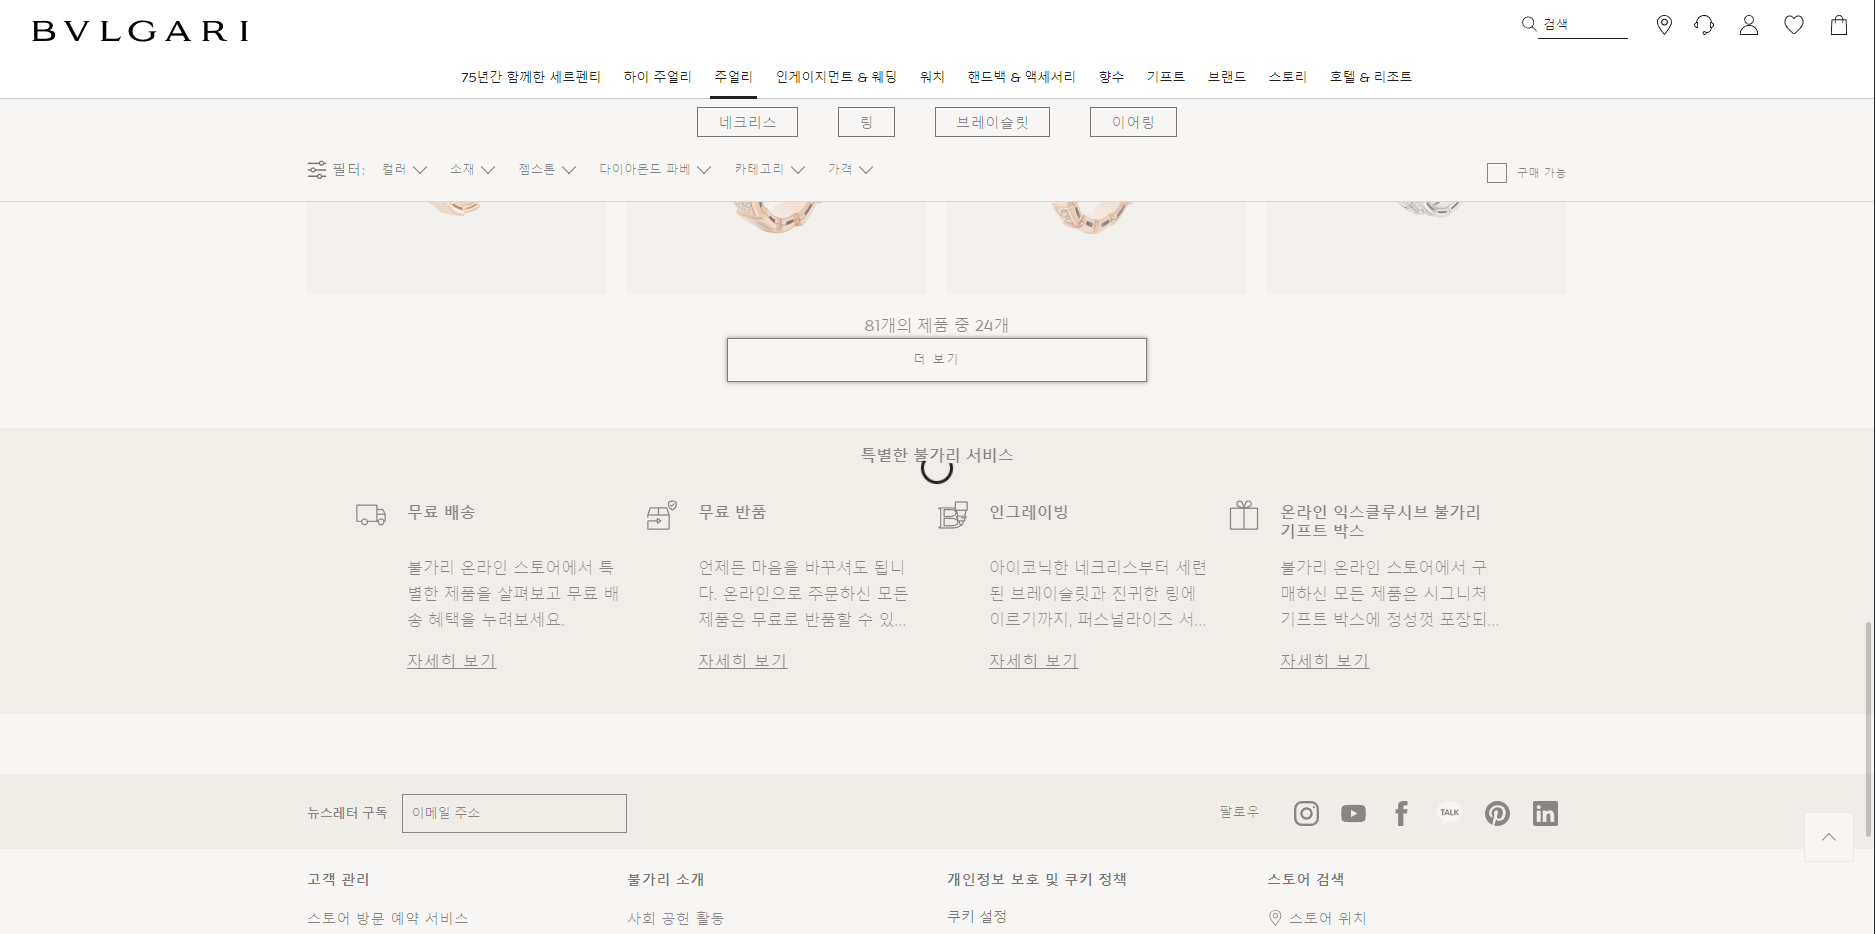 BVLGARI
검색
75년간 함께한 세르펜티 하이 주얼리 주얼리 인게이지먼트 & 웨딩 워치 핸드백 & 액세서리 향수 기프트 브랜드 스토리 호텔 & 리조트
네크리스 링 브레이슬릿 이어링
필터: 컬러 소재 젬스톤 다이아몬드 파베 카테고리 가격 구매 가능
81개의 제품 중 24개
더 보기
특별한 불가리 서비스
무료 배송
불가리 온라인 스토어에서 특
별한 제품을 살펴보고 무료 배
송 혜택을 누려보세요.
자세히 보기
무료 반품
언제든 마음을 바꾸셔도 됩니
다. 온라인으로 주문하신 모든
제품은 무료로 반품할 수 있...
자세히 보기
인그레이빙
아이코닉한 네크리스부터 세련
된 브레이슬릿과 진귀한 링에
이르기까지, 퍼스널라이즈 서...
자세히 보기
온라인 익스클루시브 불가리
기프트 박스
불가리 온라인 스토어에서 구
매하신 모든 제품은 시그니처
기프트 박스에 정성껏 포장되...
자세히 보기
뉴스레터 구독 이메일 주소 팔로우 TALK
고객 관리 불가리 소개 개인정보 보호 및 쿠키 정책 스토어 검색
스토어 방문 예약 서비스 사회 공헌 활동 쿠키 설정 스토어 위치